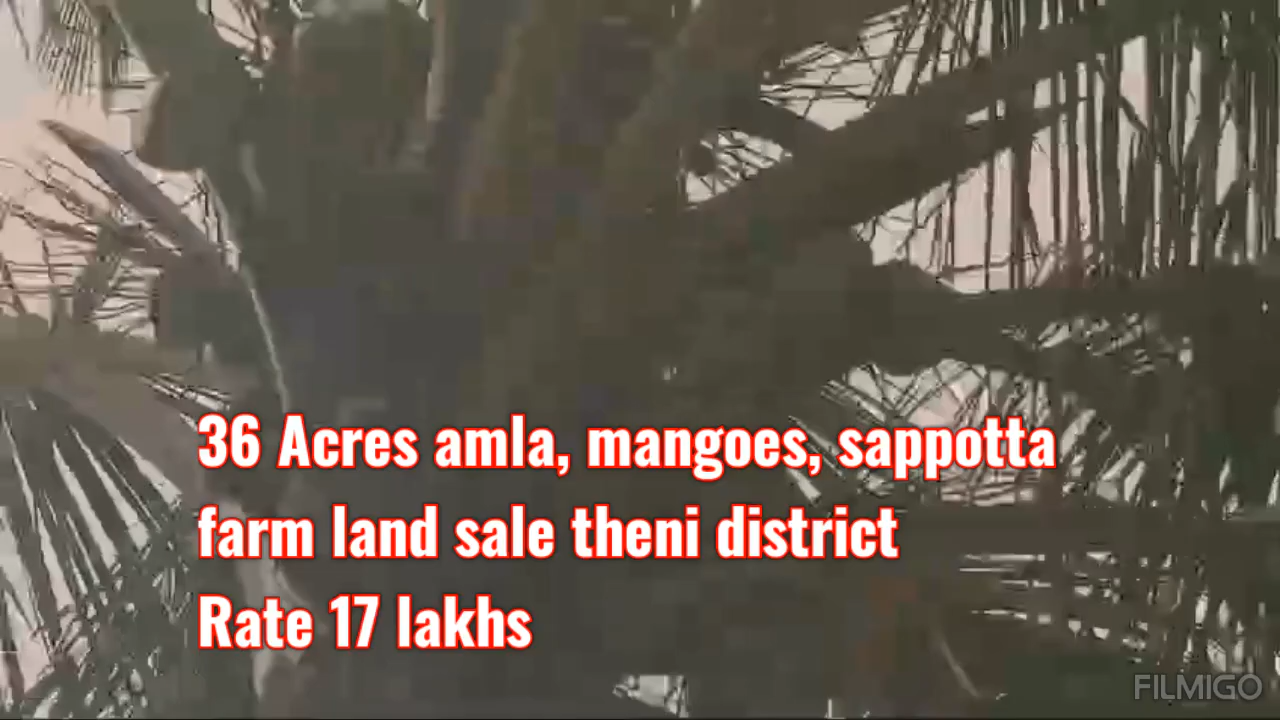 36 Acres amla, mangoes, sappotta
farm land sale theni district
Rate 17 lakhs
FILMIGO